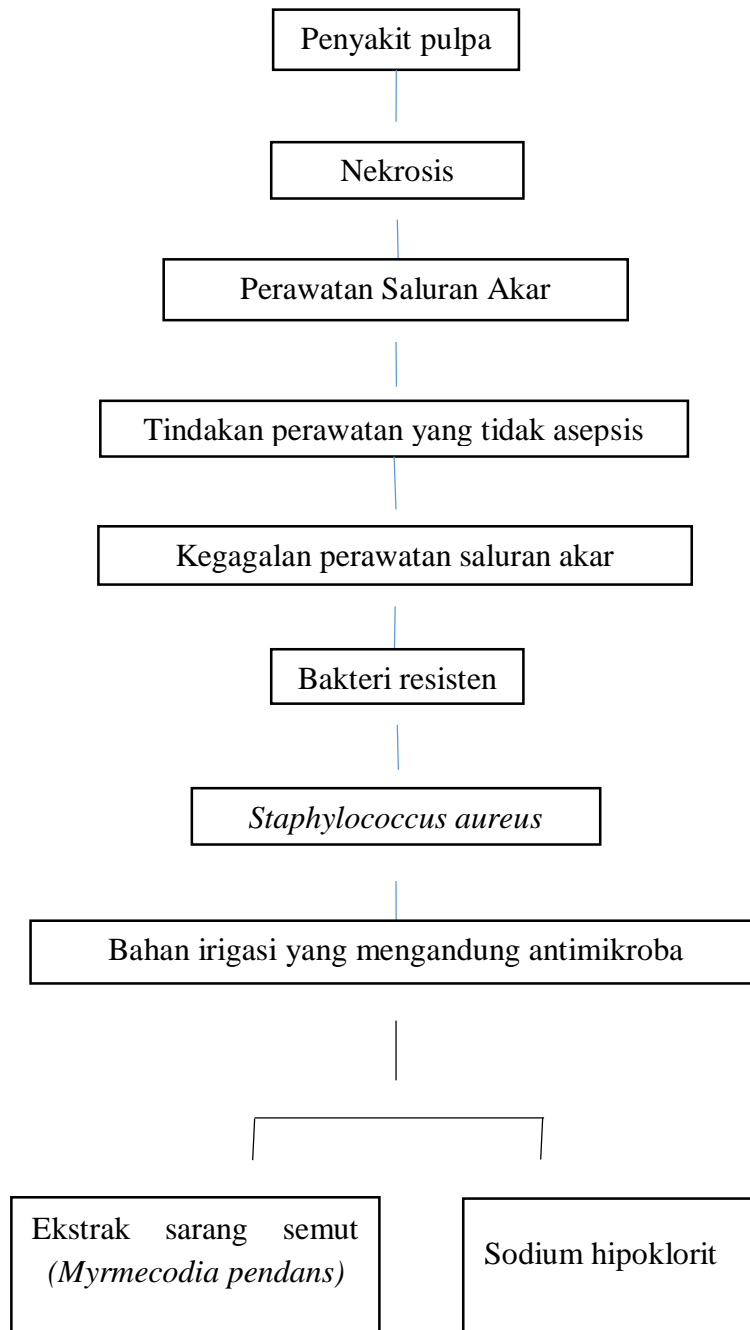 Penyakit pulpa
Nekrosis
Perawatan Saluran Akar
Tindakan perawatan yang tidak asepsis
Kegagalan perawatan saluran akar
Bakteri resisten
Staphylococcus aureus
Bahan irigasi yang mengandung antimikroba
Ekstrak sarang semut
(Myrmecodia pendans)
Sodium hipoklorit